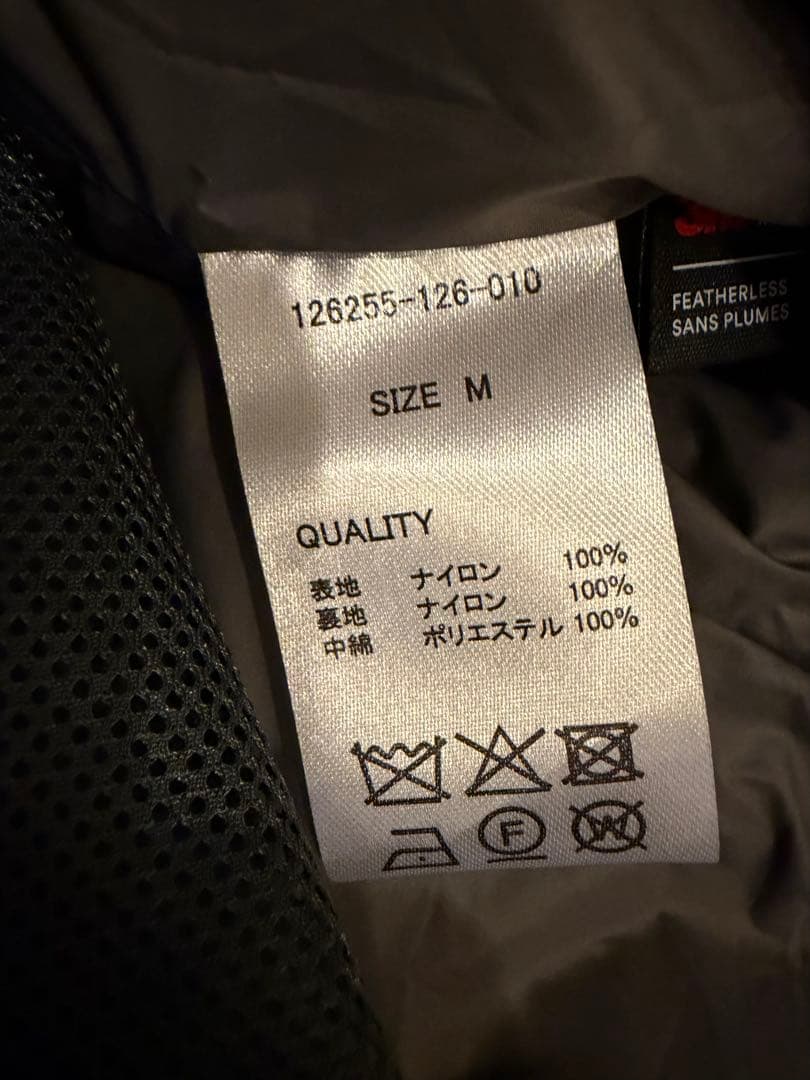 126255-126-010
SIZE M
QUALITY
表地 ナイロン 100%
裏地 ナイロン 100%
中綿 ポリエステル 100%
F
W
FEATHERLESS
SANS PLUMES